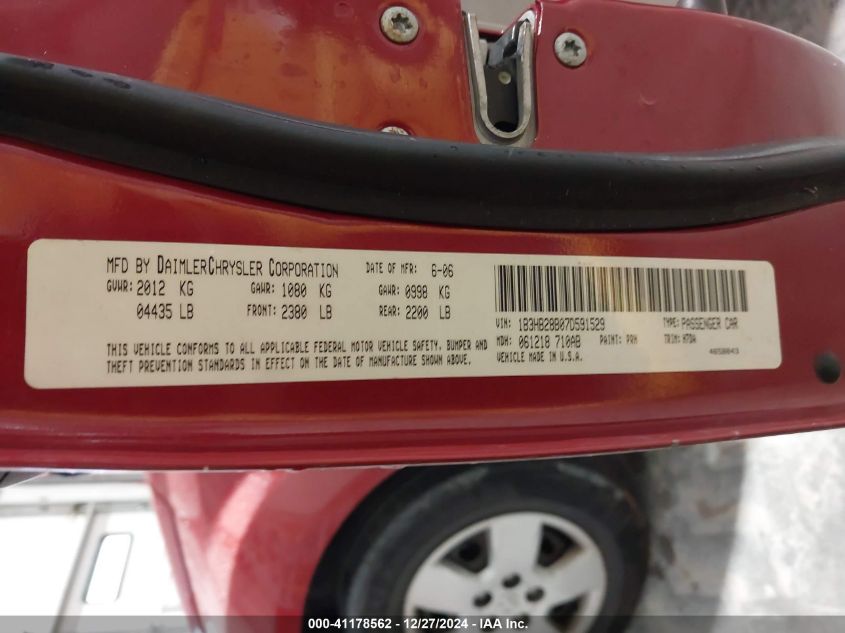 MFD BY DAIMLERCHRYSLER CORPORATION DATE OF MFR: 6-06
GVWR: 2012 KG GAWR: 1080 KG GAWR: 0998 KG
04435 LB FRONT: 2380 LB REAR: 2200 LB
THIS VEHICLE CONFORMS TO ALL APPLICABLE FEDERAL MOTOR VEHICLE SAFETY, BUMPER AND
THEFT PREVENTION STANDARDS IN EFFECT ON THE DATE OF MANUFACTURE SHOWN ABOVE.
VIN: 1B3HB28B07D591529 TYPE: PASSENGER CAR
MDH: 061218 710AB PAINT: PRH TRIM: H7DA
VEHICLE MADE IN U.S.A. 4658843
000-41178562 - 12/27/2024 - IAA Inc.